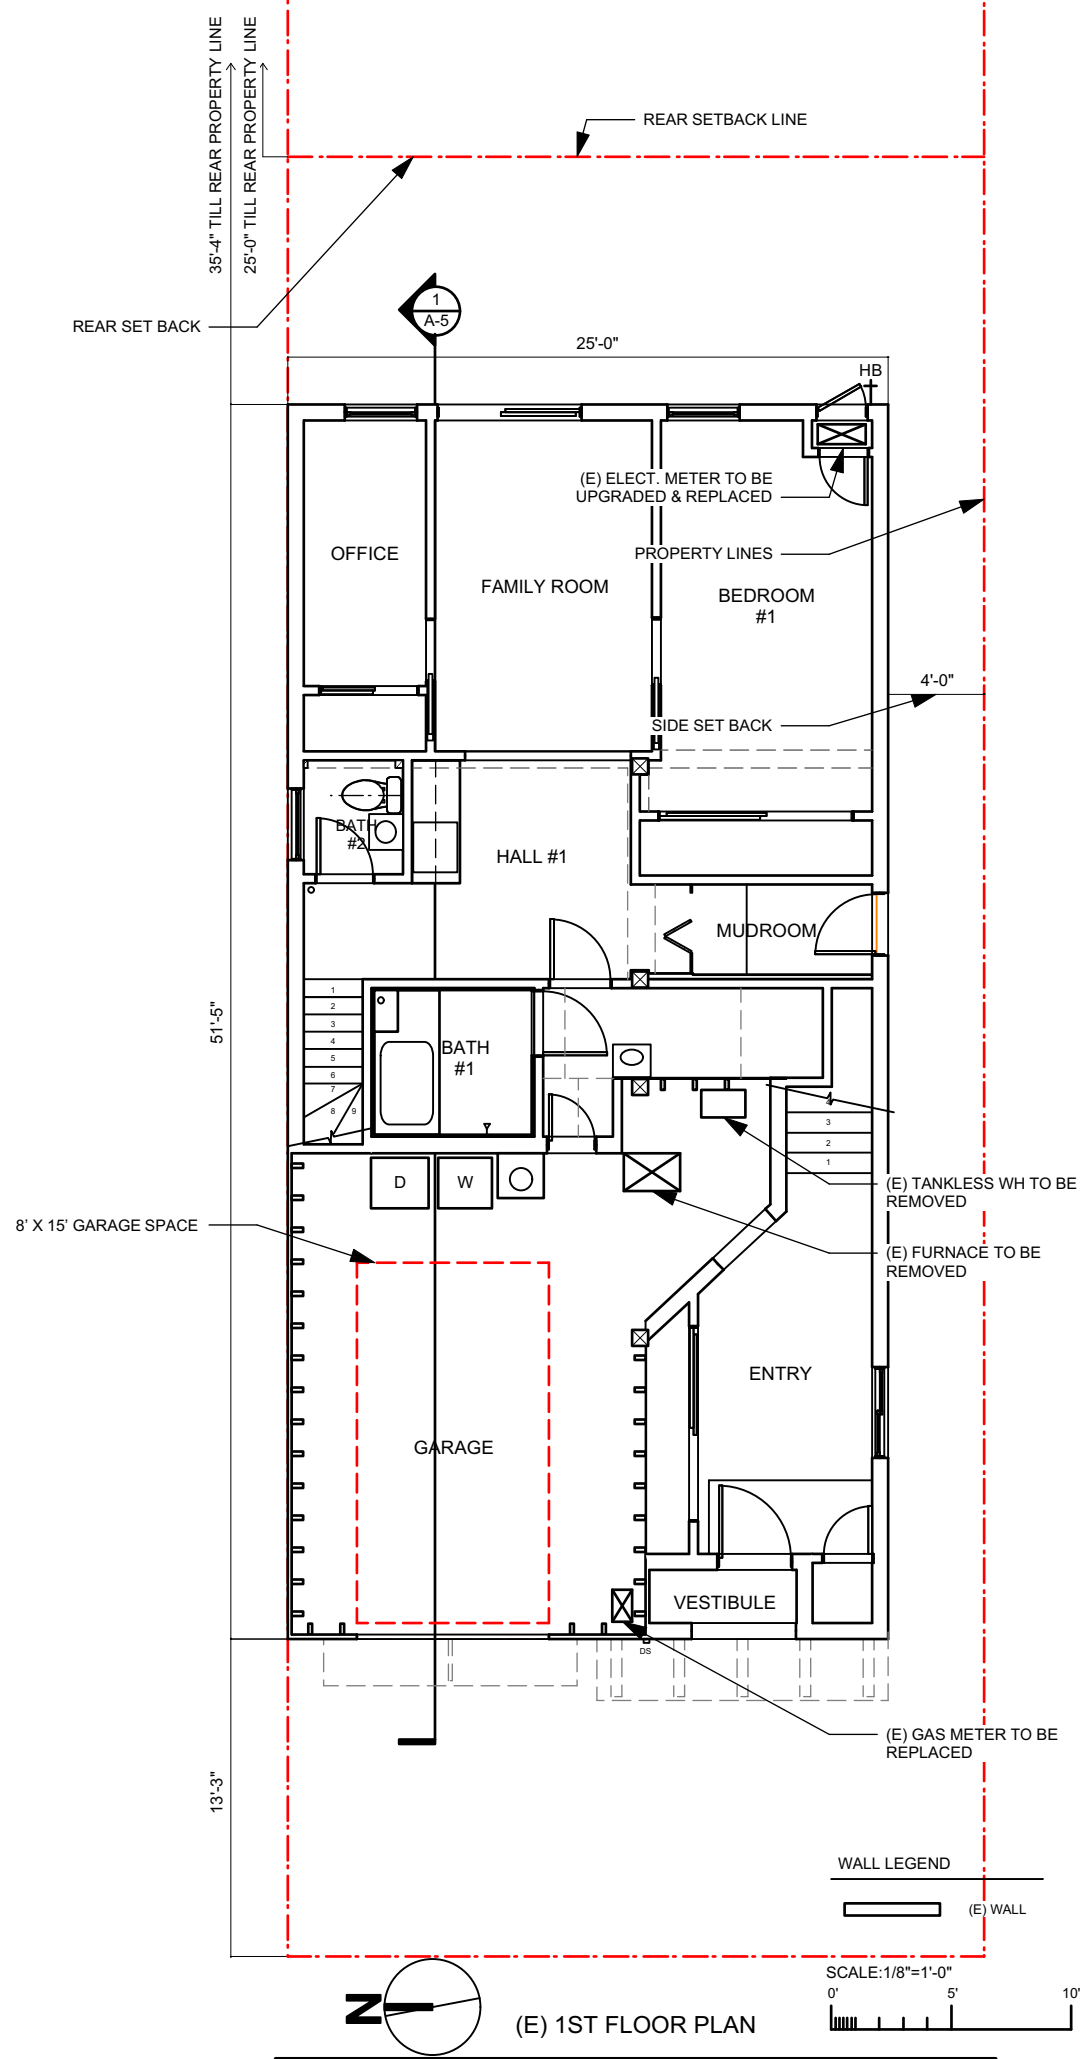 35'-4" TILL REAR PROPERTY LINE
25'-0" TILL REAR PROPERTY LINE
REAR SETBACK LINE
REAR SET BACK
1
A-5
25'-0"
HB
(E) ELECT. METER TO BE
UPGRADED & REPLACED
OFFICE
PROPERTY LINES
FAMILY ROOM
BEDROOM
#1
4'-0"
SIDE SET BACK
BATH
#2
HALL #1
MUDROOM
51'-5"
1
2
3
4
5
6
7
8
9
BATH
#1
4
3
2
1
D
W
(E) TANKLESS WH TO BE
REMOVED
8' X 15' GARAGE SPACE
(E) FURNACE TO BE
REMOVED
ENTRY
GARAGE
VESTIBULE
DS
(E) GAS METER TO BE
REPLACED
13'-3"
WALL LEGEND
(E) WALL
N
(E) 1ST FLOOR PLAN
SCALE:1/8"=1'-0"
0'
5'
10'